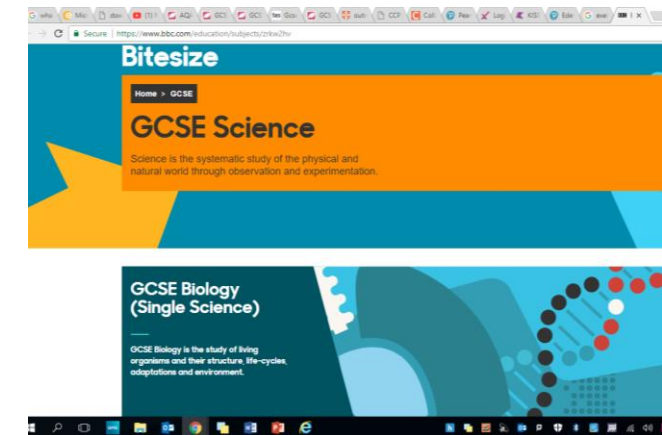 Secure | https://www.bbc.com/education/subjects/zrkw2hv
Bitesize
Home > GCSE
GCSE Science
Science is the systematic study of the physical and
natural world through observation and experimentation.
GCSE Biology
(Single Science)
GCSE Biology is the study of living
organisms and their structure, life-cycles,
adaptations and environment.